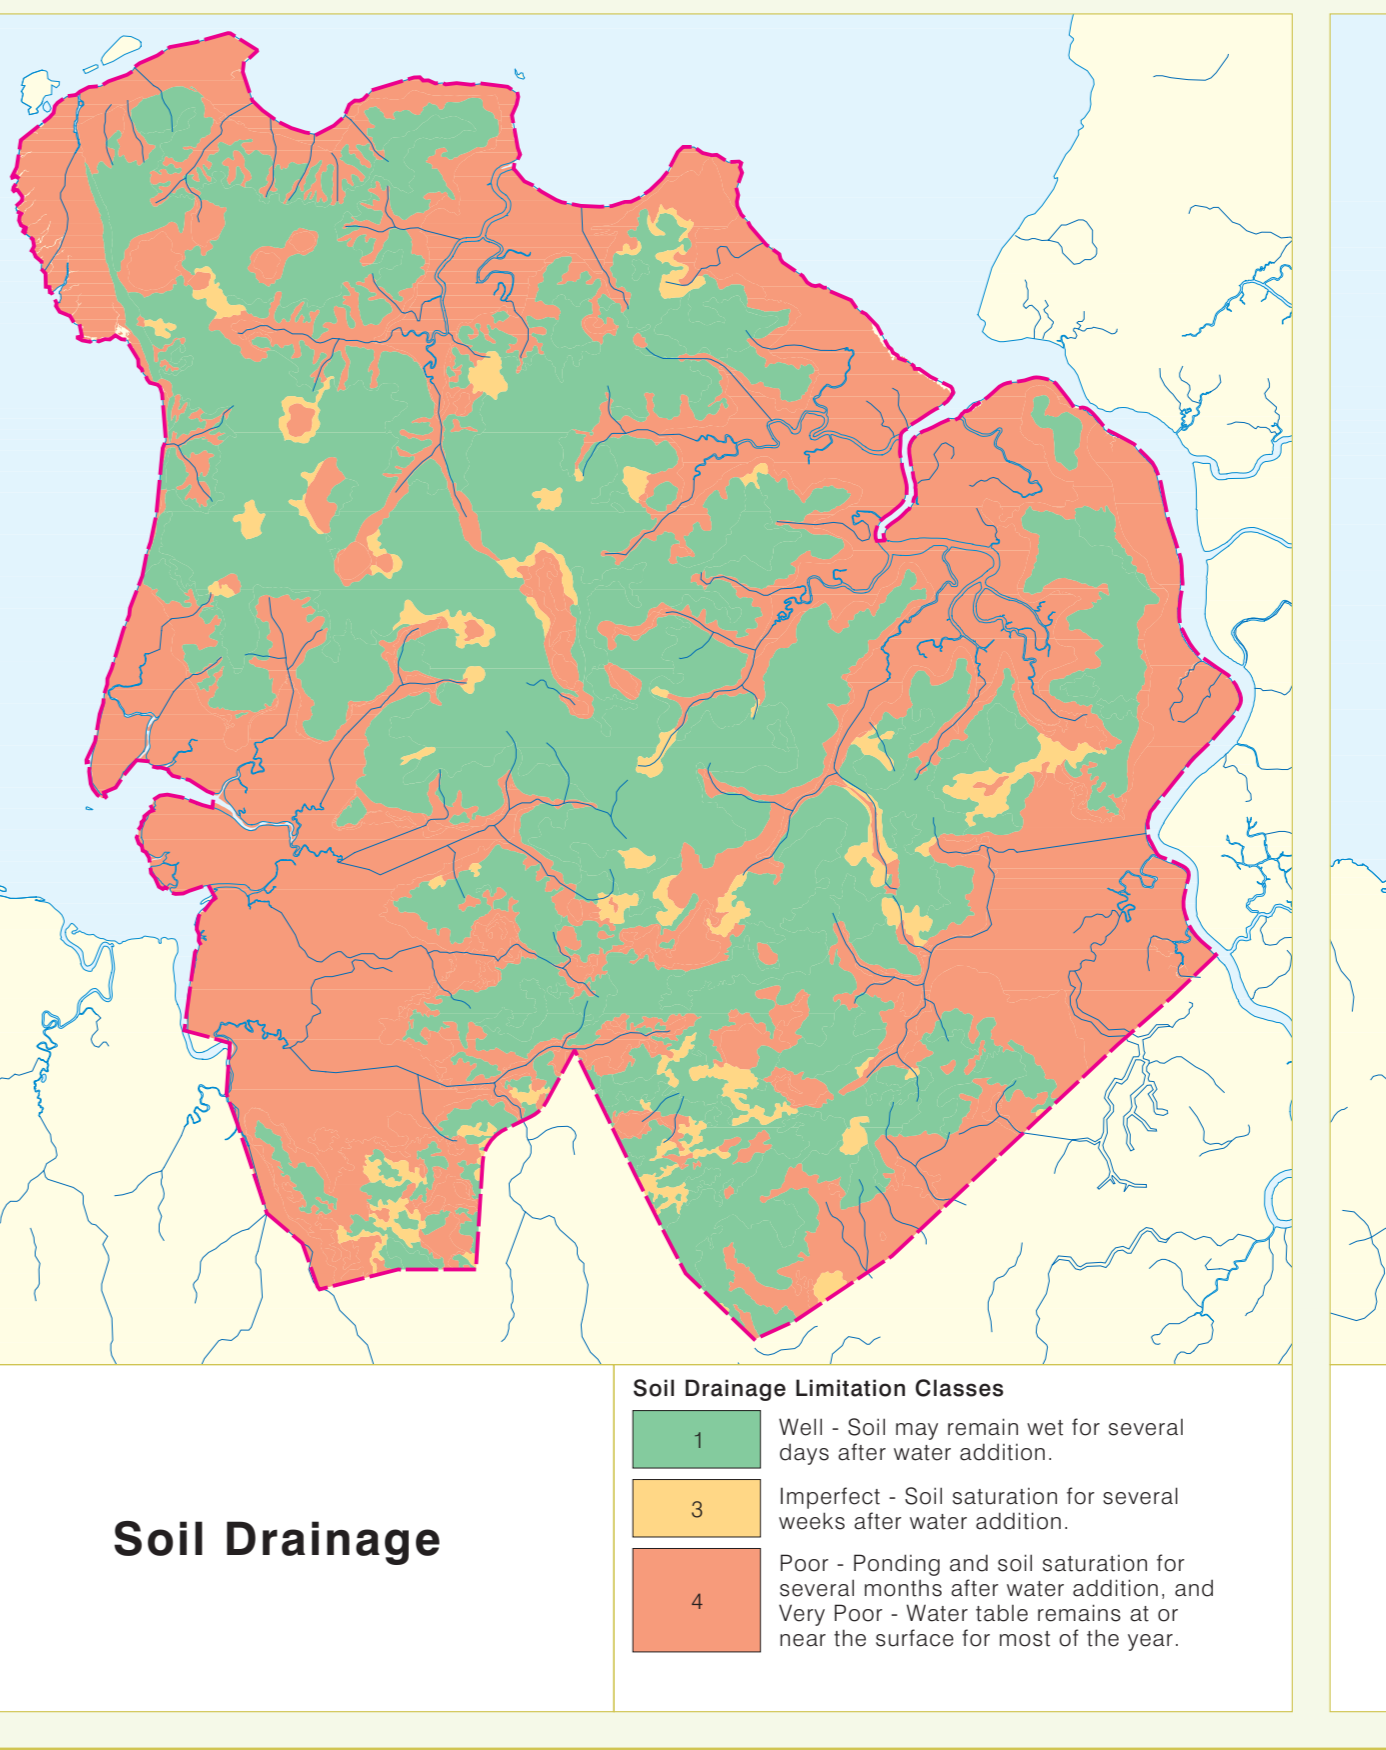 Soil Drainage
Soil Drainage Limitation Classes
1
Well - Soil may remain wet for several
days after water addition.
3
Imperfect - Soil saturation for several
weeks after water addition.
4
Poor - Ponding and soil saturation for
several months after water addition, and
Very Poor - Water table remains at or
near the surface for most of the year.